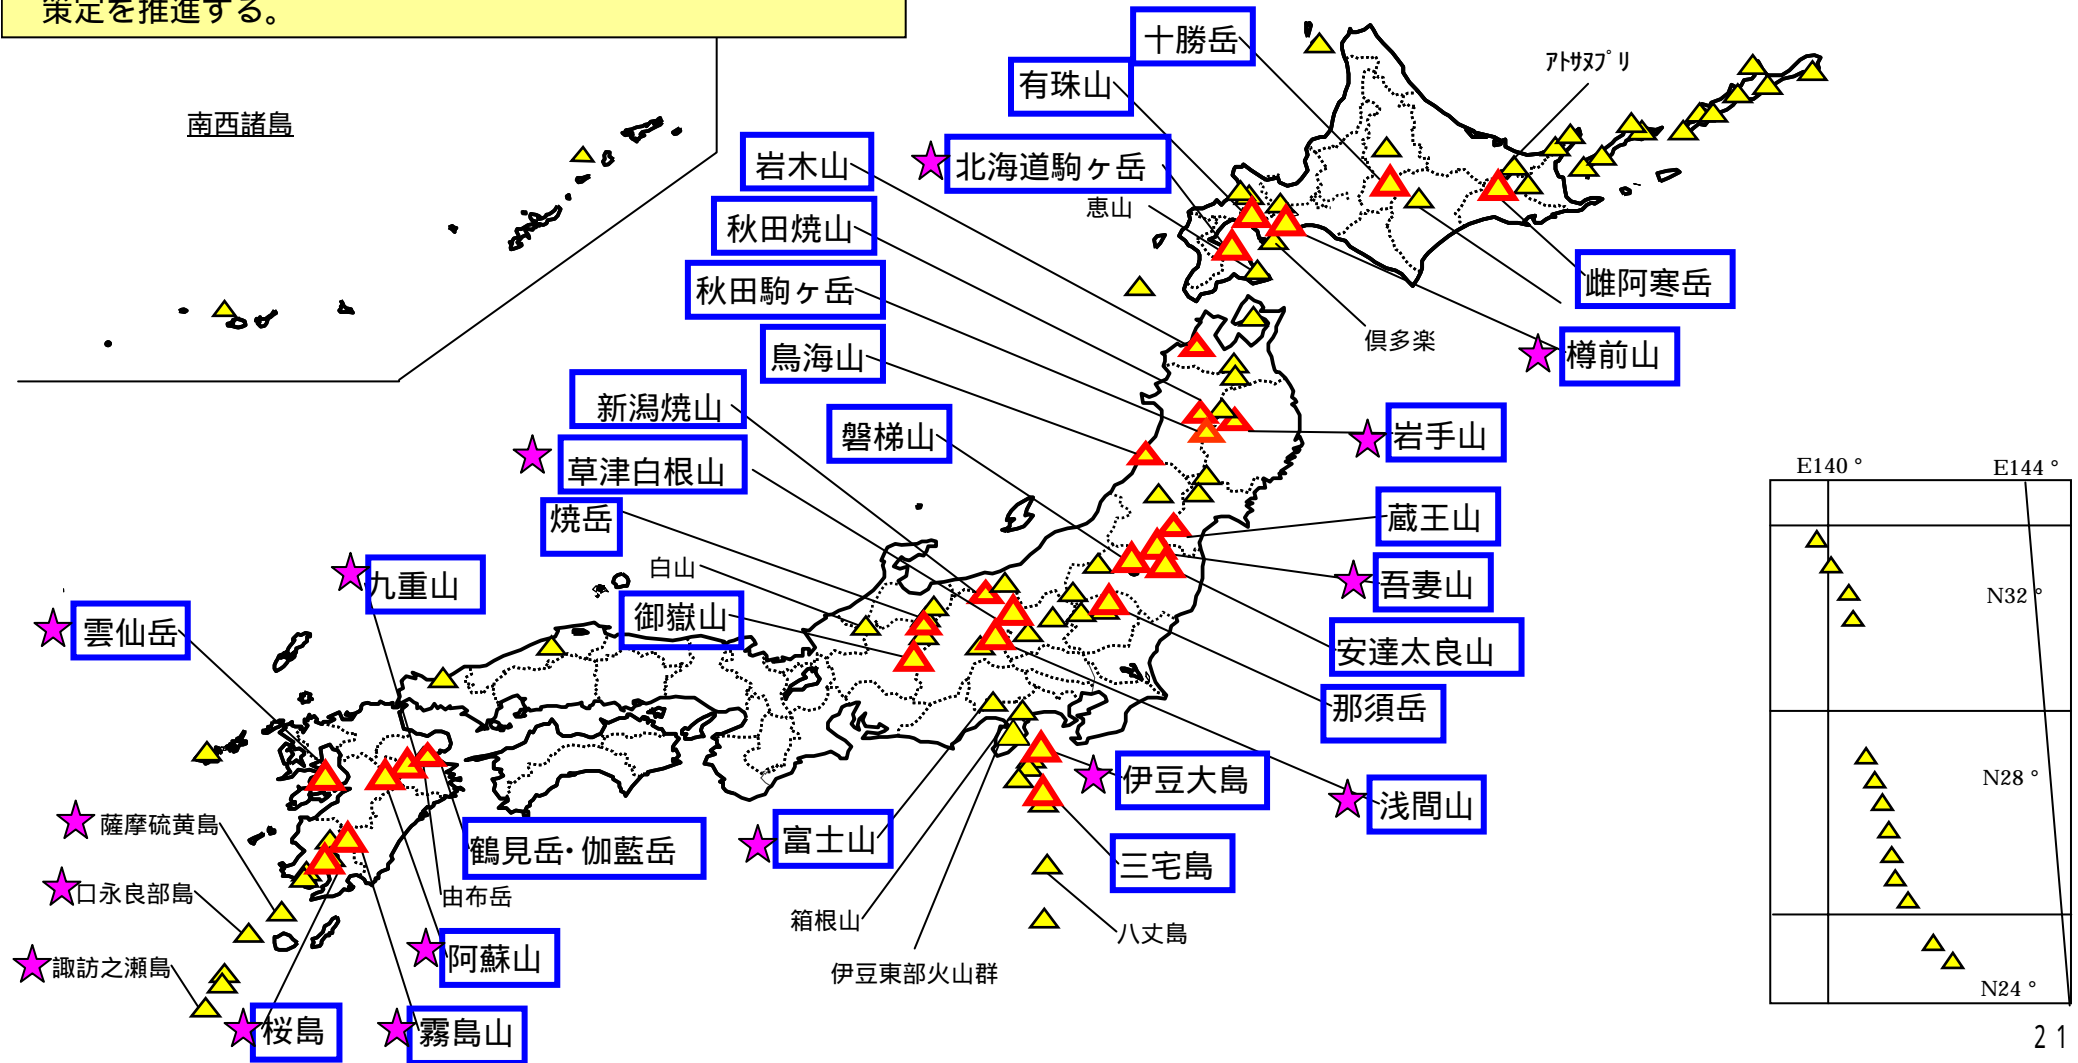 策定を推進する。
南西諸島
十勝岳
有珠山
アトサヌプリ
岩木山
北海道駒ヶ岳
恵山
秋田焼山
秋田駒ヶ岳
雌阿寒岳
倶多楽
樽前山
鳥海山
新潟焼山
磐梯山
岩手山
草津白根山
焼岳
蔵王山
白山
吾妻山
九重山
御嶽山
雲仙岳
安達太良山
那須岳
伊豆大島
浅間山
薩摩硫黄島
鶴見岳・伽藍岳
富士山
三宅島
口永良部島
由布岳
箱根山
八丈島
阿蘇山
諏訪之瀬島
伊豆東部火山群
桜島
霧島山
E140°
E144°
N32°
N28°
N24°
21